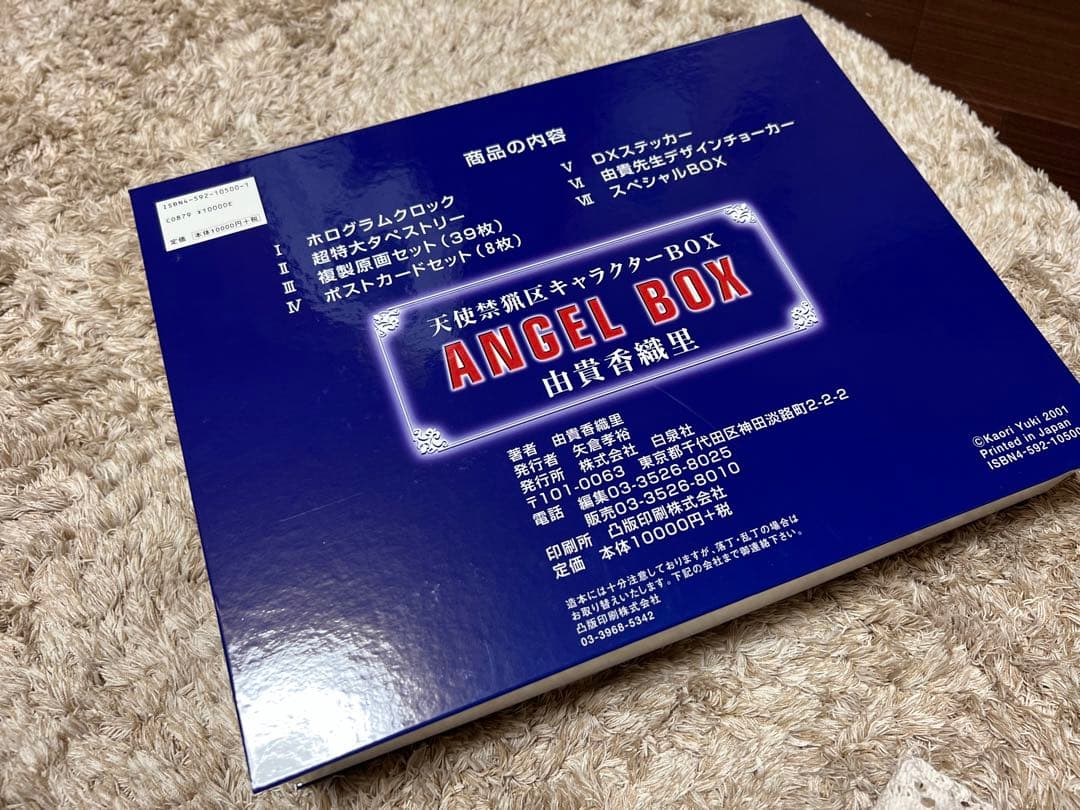 商品の内容
ISBN4-592-10500-1
C0879 ¥10000E
定価 本体10000円+税
Ⅰ ホログラムクロック
Ⅱ 超特大タペストリー
Ⅲ 複製原画セット(39枚)
Ⅳ ポストカードセット(8枚)
Ⅴ DXステッカー
Ⅵ 由貴先生デザインチョーカー
Ⅶ スペシャルBOX
天使禁猟区キャラクターBOX
ANGEL BOX
由貴香織里
著者 由貴香織里
発行者 矢倉孝裕
発行所 株式会社 白泉社
〒101-0063 東京都千代田区神田淡路町2-2-2
電話 編集03-3526-8025
販売03-3526-8010
印刷所 凸版印刷株式会社
定価 本体10000円+税
造本には十分注意しておりますが、落丁・乱丁の場合は
お取り替えいたします。下記の会社まで御連絡下さい。
凸版印刷株式会社
03-3968-5342
©Kaori Yuki 2001
Printed in Japan
ISBN4-592-10500